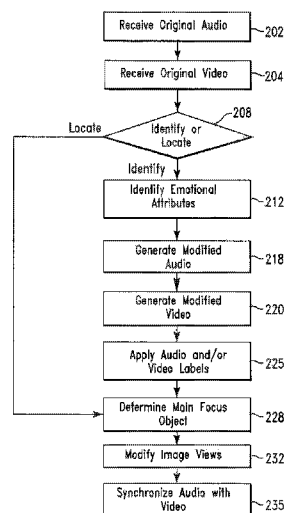 Receive Original Audio
202
Receive Original Video
204
208
Identify or
Locate
Locate
Identify
Identify Emotional
Attributes
212
Generate Modified
Audio
218
Generate Modified
Video
220
Apply Audio and/or
Video Labels
225
Determine Main Focus
Object
228
Modify Image Views
232
Synchronize Audio with
Video
235